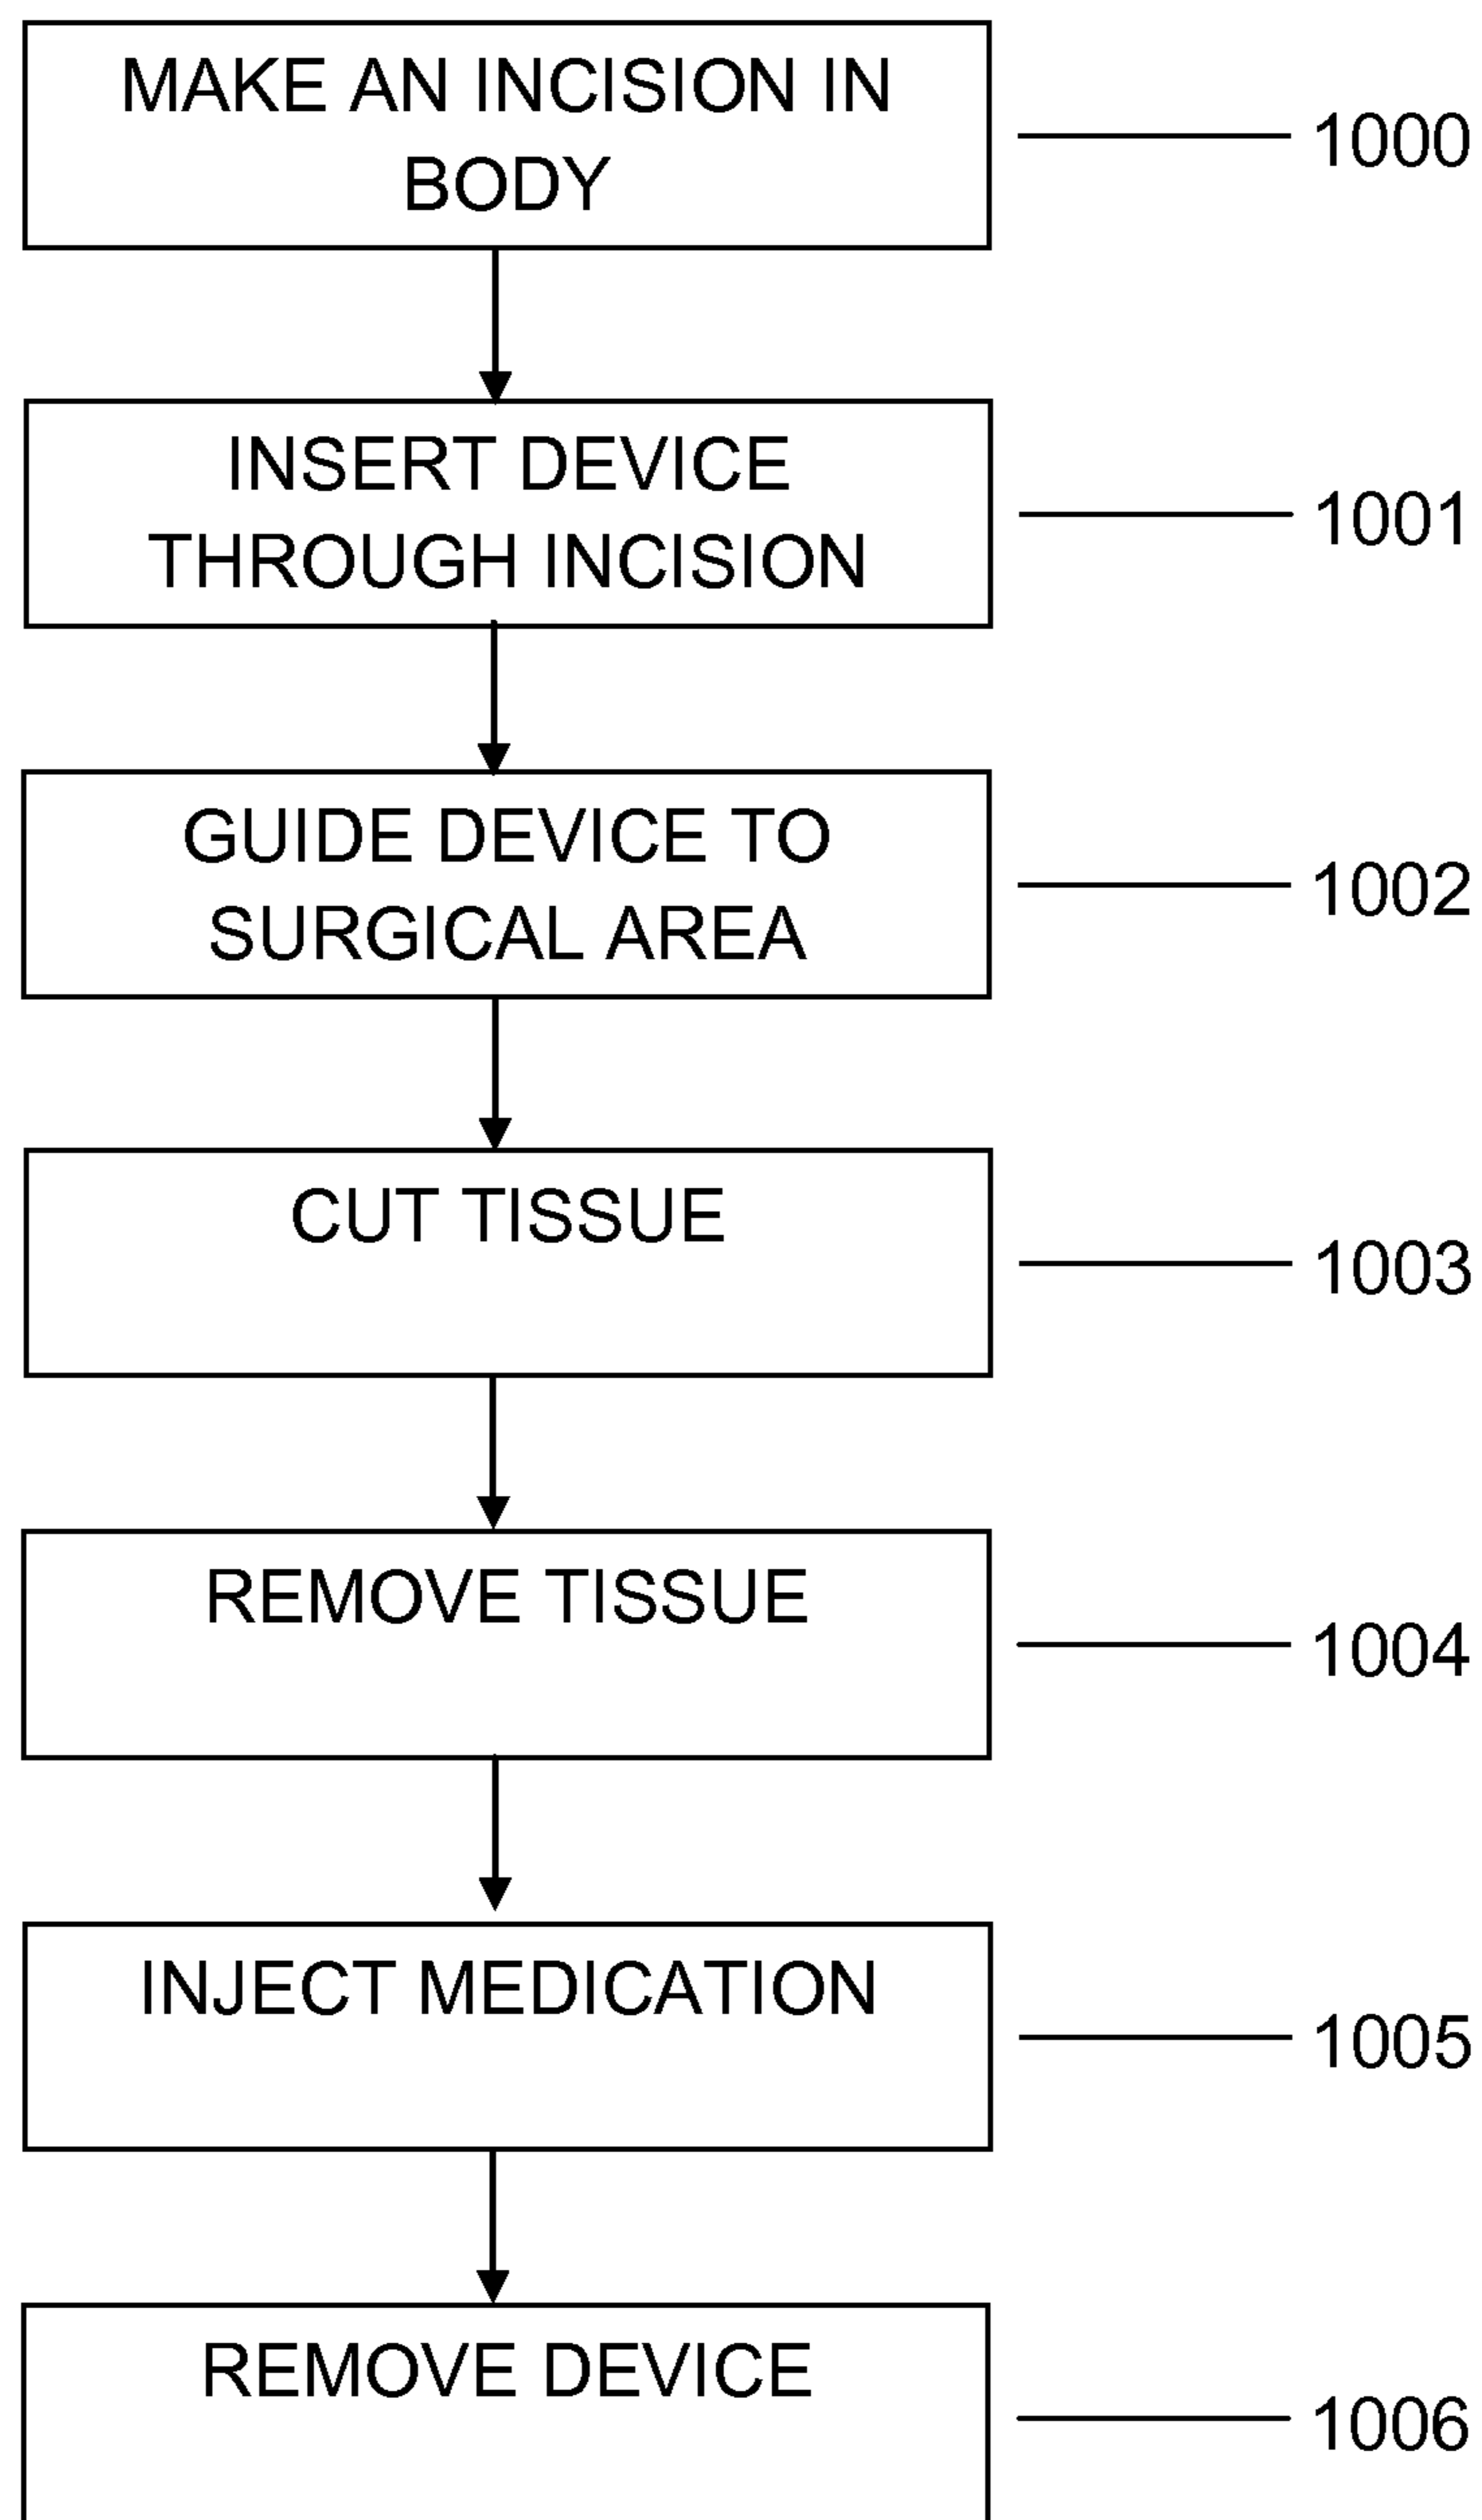 MAKE AN INCISION IN
BODY
1000
INSERT DEVICE
THROUGH INCISION
1001
GUIDE DEVICE TO
SURGICAL AREA
1002
CUT TISSUE
1003
REMOVE TISSUE
1004
INJECT MEDICATION
1005
REMOVE DEVICE
1006